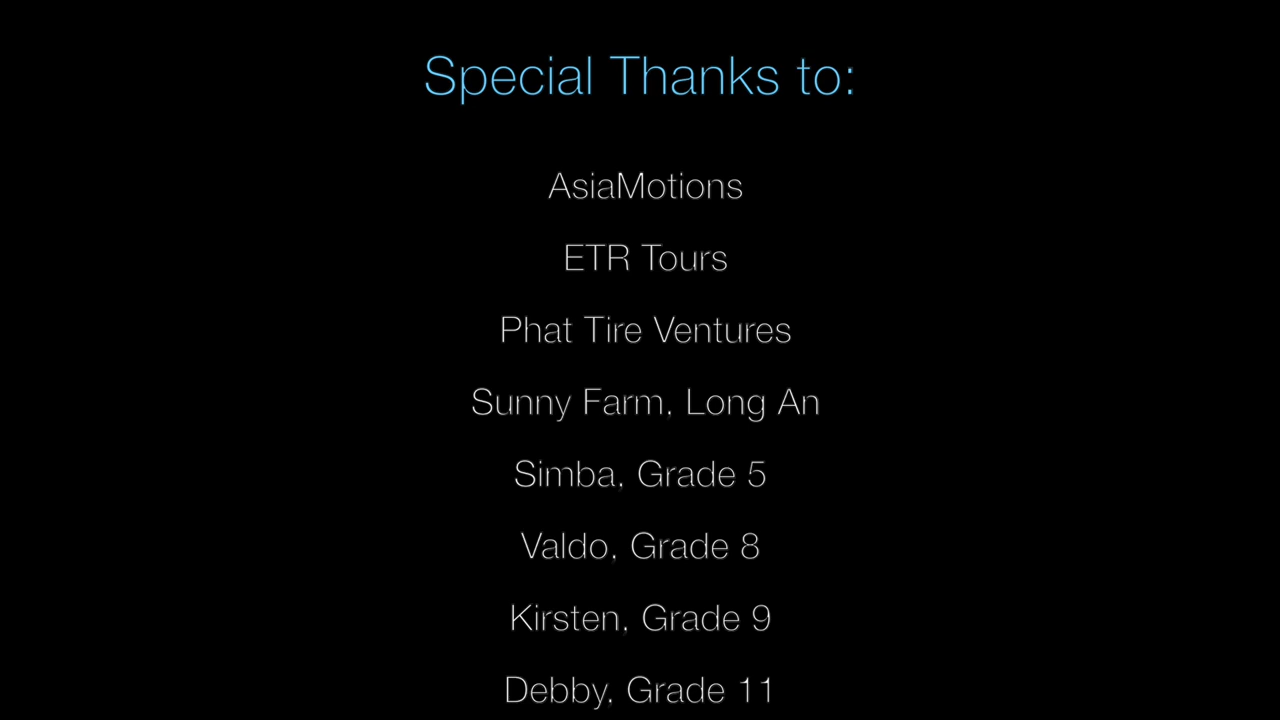 Special Thanks to:
AsiaMotions
ETR Tours
Phat Tire Ventures
Sunny Farm, Long An
Simba, Grade 5
Valdo, Grade 8
Kirsten, Grade 9
Debby, Grade 11